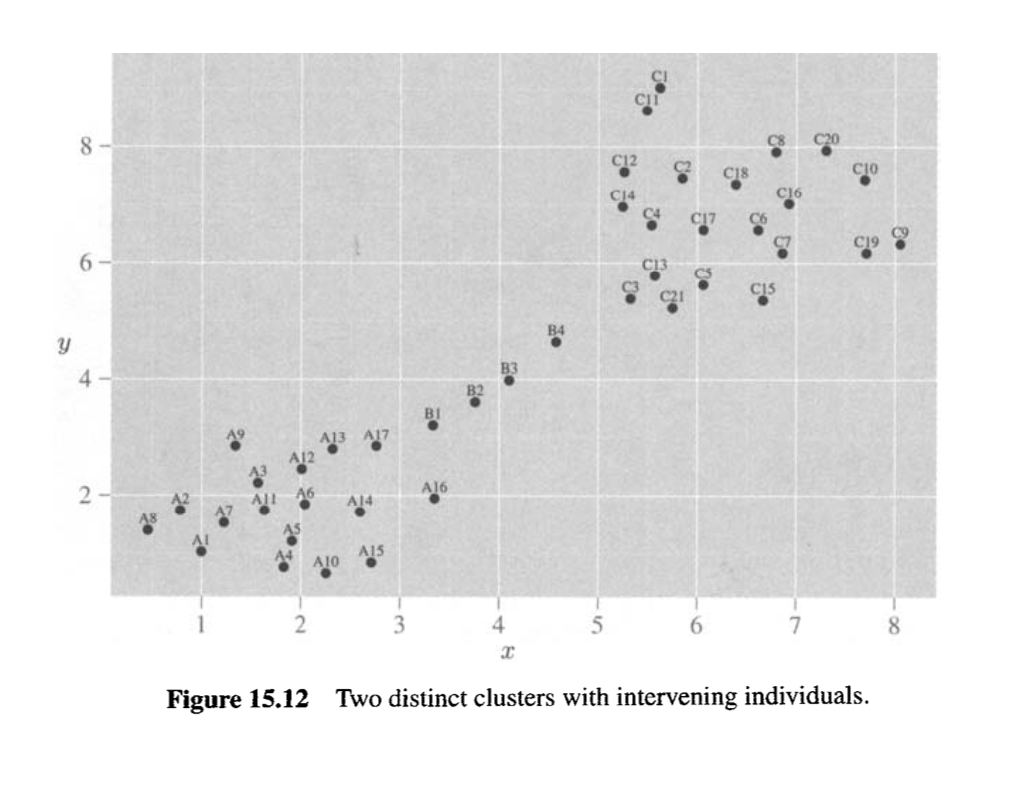 C1
C11
8
C8
C20
C12
C2
C18
C10
C14
C16
C4
C17
C6
C7
C19
C9
6
C13
C3
C21
C5
C15
y
B4
4
B3
B2
B1
A9
A13
A17
A12
A3
2
A8
A2
A7
A11
A6
A14
A16
A1
A5
A4
A10
A15
1 2 3 4 5 6 7 8
x
Figure 15.12 Two distinct clusters with intervening individuals.